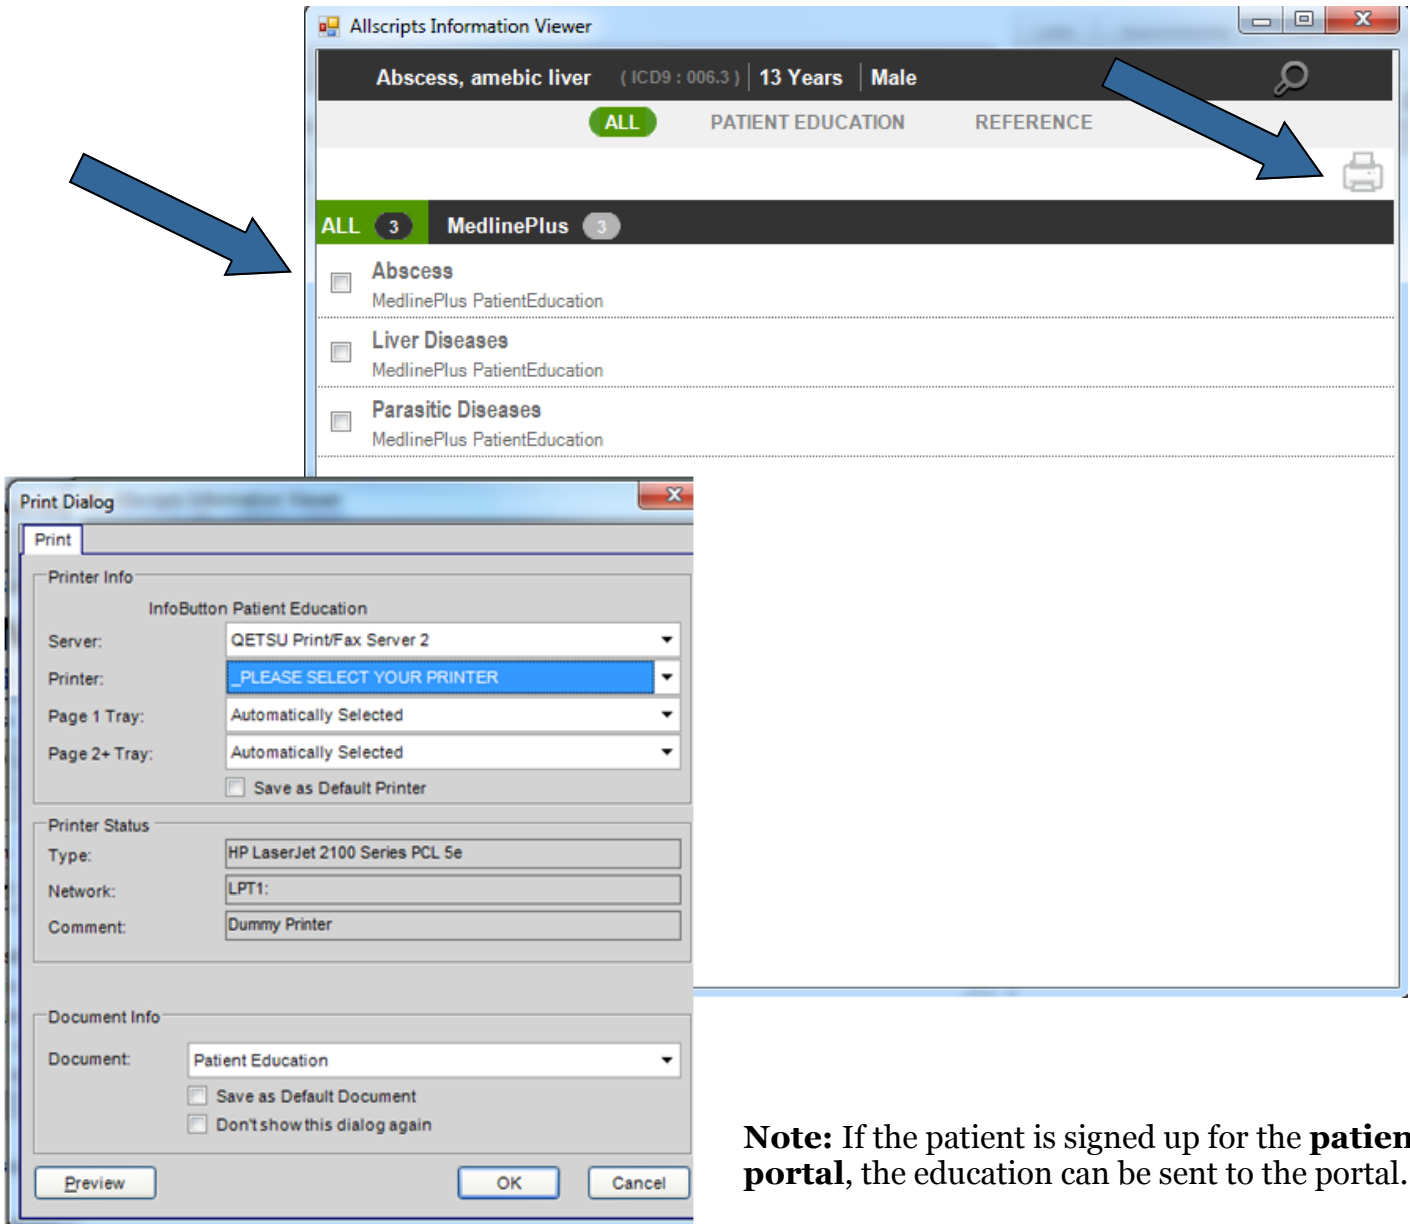 Allscripts Information Viewer
Abscess, amebic liver ( ICD9 : 006.3 ) 13 Years Male
ALL PATIENT EDUCATION REFERENCE
ALL 3 MedlinePlus 3
Abscess
MedlinePlus PatientEducation
Liver Diseases
MedlinePlus PatientEducation
Parasitic Diseases
MedlinePlus PatientEducation
Print Dialog
Print
Printer Info
InfoButton Patient Education
Server: QETSU Print/Fax Server 2
Printer: _PLEASE SELECT YOUR PRINTER
Page 1 Tray: Automatically Selected
Page 2+ Tray: Automatically Selected
Save as Default Printer
Printer Status
Type: HP LaserJet 2100 Series PCL 5e
Network: LPT1:
Comment: Dummy Printer
Document Info
Document: Patient Education
Save as Default Document
Don't show this dialog again
Preview OK Cancel
Note: If the patient is signed up for the patien
portal, the education can be sent to the portal.